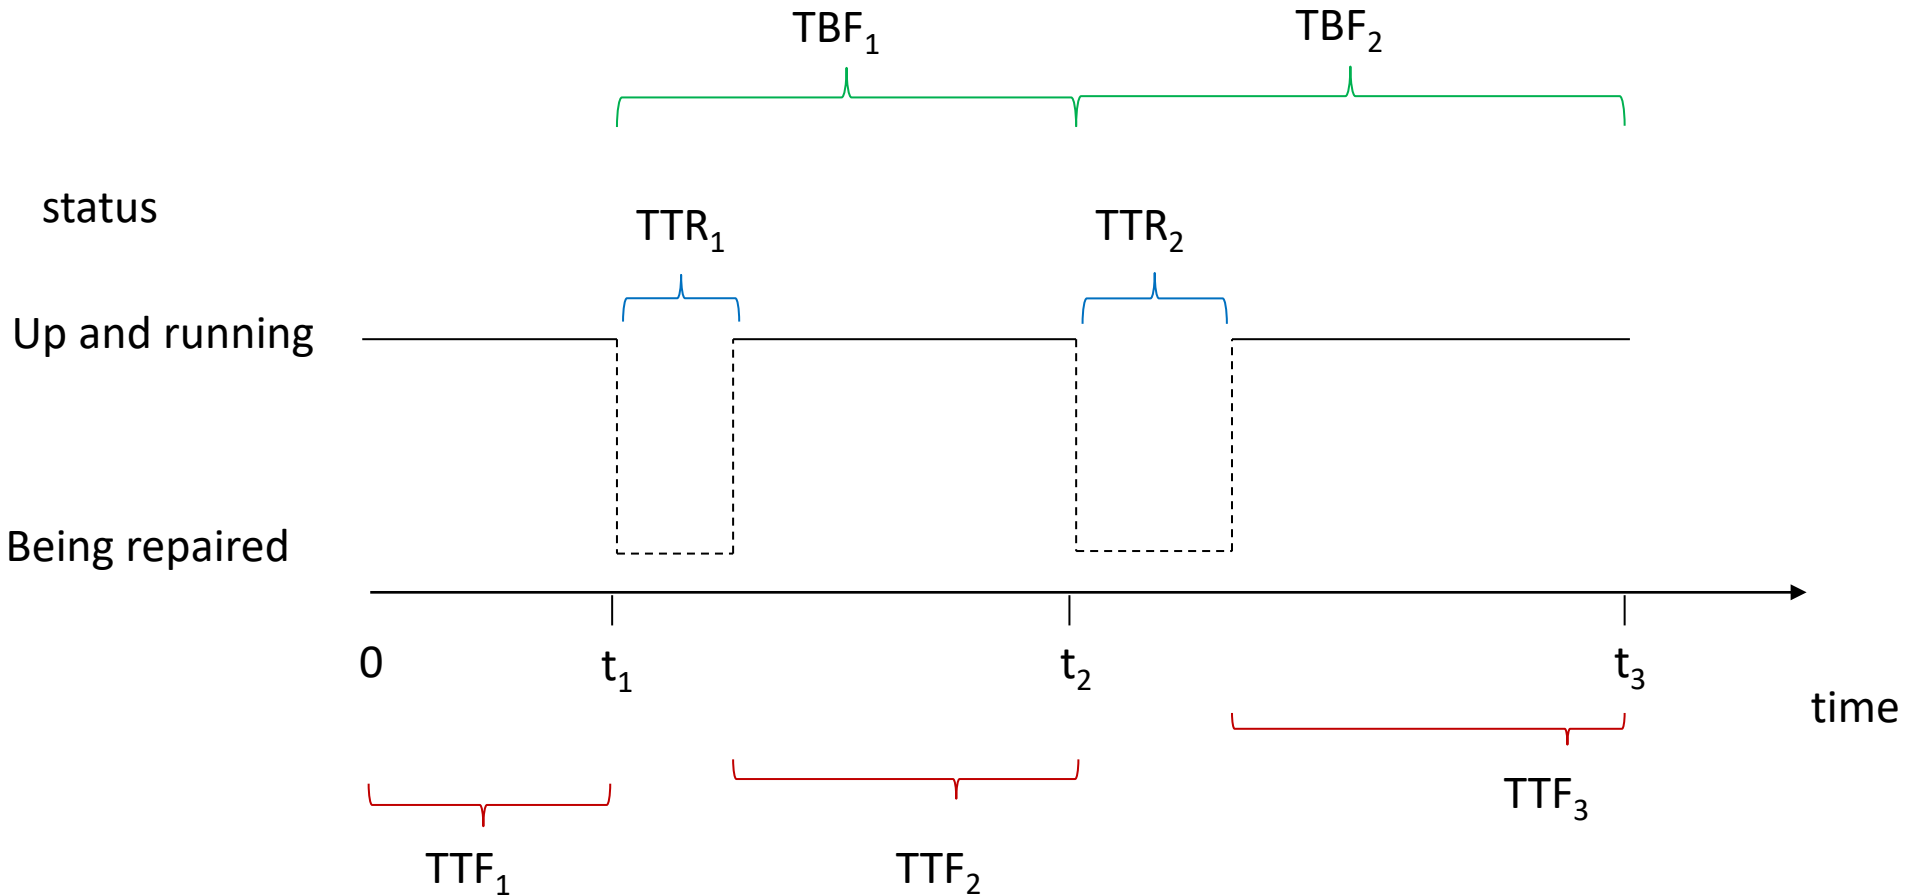 TBF₁
TBF₂
status
TTR₁
TTR₂
Up and running
Being repaired
0
t₁
t₂
t₃
time
TTF₁
TTF₂
TTF₃